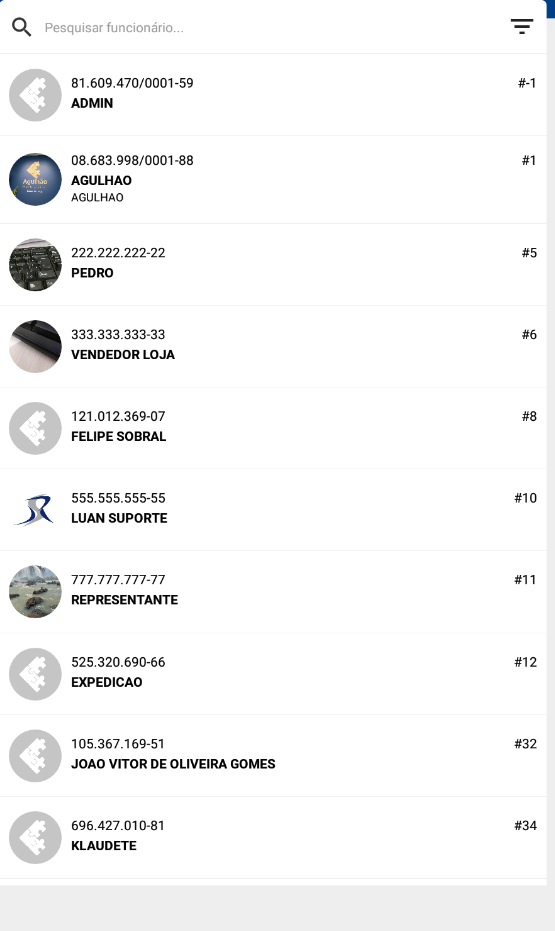 Pesquisar funcionário...
81.609.470/0001-59 #-1
ADMIN
08.683.998/0001-88 #1
AGULHAO
AGULHAO
Agulhão
222.222.222-22 #5
PEDRO
333.333.333-33 #6
VENDEDOR LOJA
121.012.369-07 #8
FELIPE SOBRAL
555.555.555-55 #10
LUAN SUPORTE
777.777.777-77 #11
REPRESENTANTE
525.320.690-66 #12
EXPEDICAO
105.367.169-51 #32
JOAO VITOR DE OLIVEIRA GOMES
696.427.010-81 #34
KLAUDETE